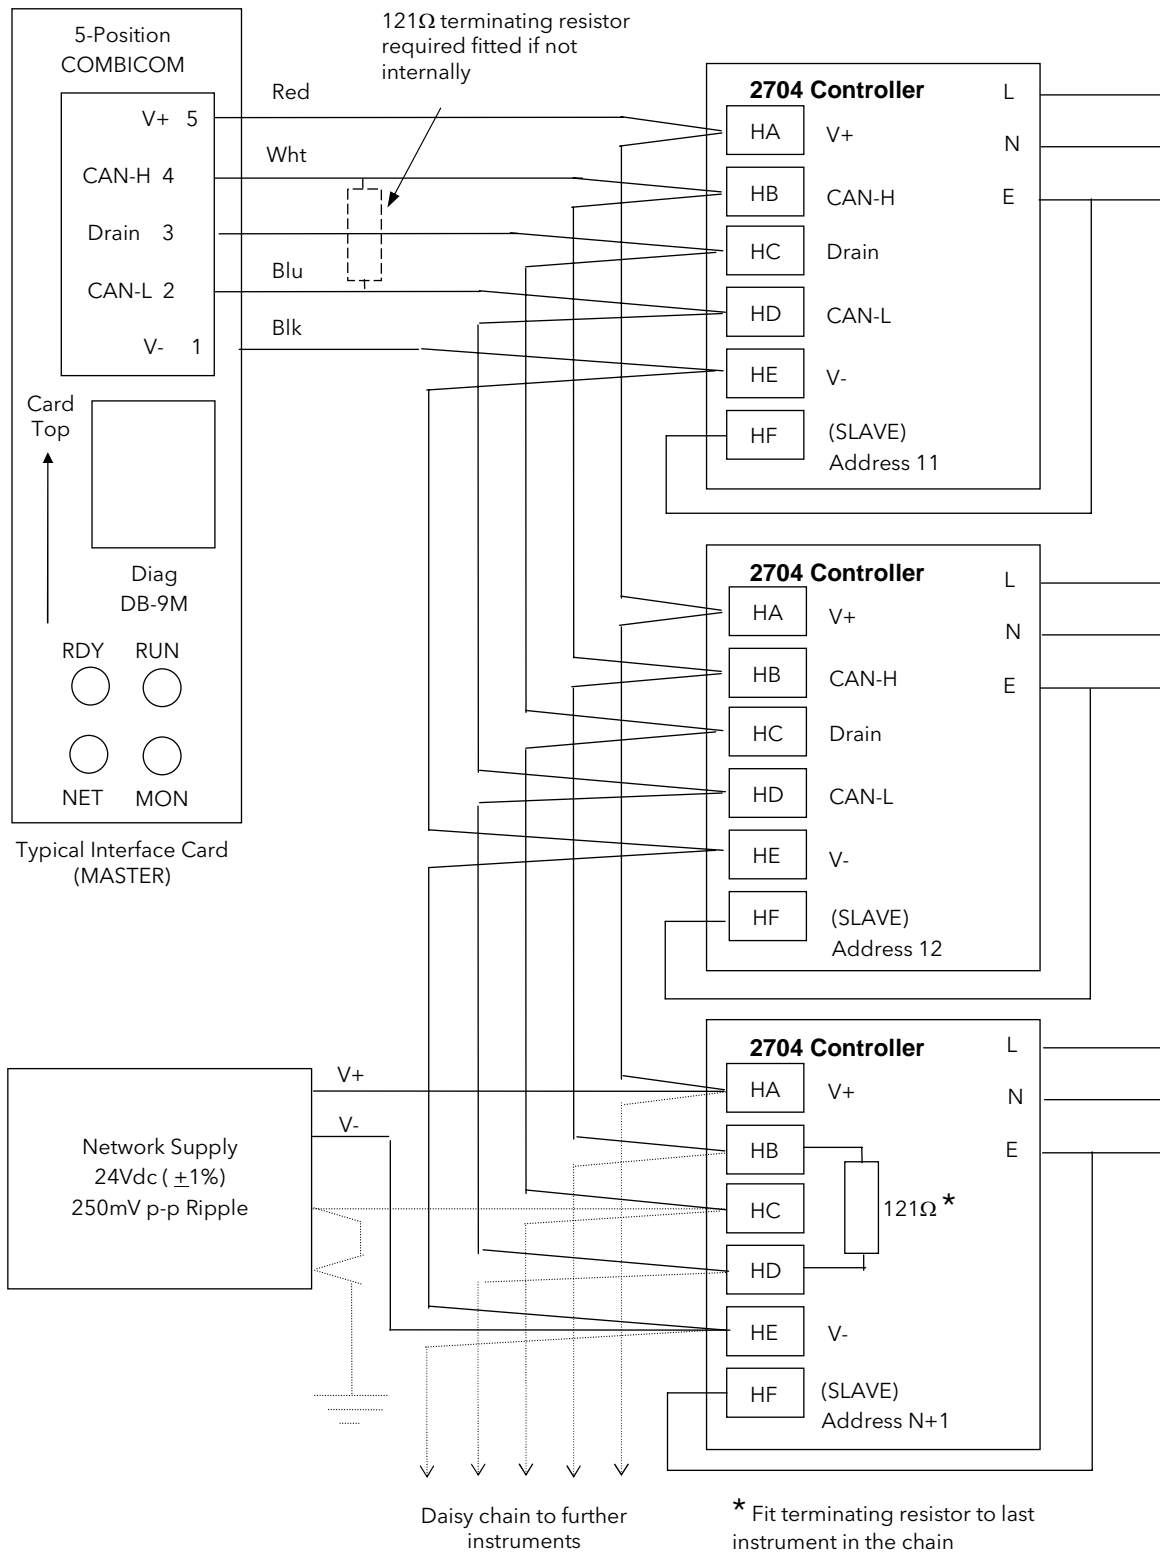 5-Position
COMBICOM
V+ 5
CAN-H 4
Drain 3
CAN-L 2
V- 1
Card
Top
Diag
DB-9M
RDY RUN
NET MON
Typical Interface Card
(MASTER)
121Ω terminating resistor
required fitted if not
internally
Red
Wht
Blu
Blk
2704 Controller
HA V+
HB CAN-H
HC Drain
HD CAN-L
HE V-
HF (SLAVE)
Address 11
L
N
E
2704 Controller
HA V+
HB CAN-H
HC Drain
HD CAN-L
HE V-
HF (SLAVE)
Address 12
L
N
E
Network Supply
24Vdc ( ±1%)
250mV p-p Ripple
V+
V-
2704 Controller
HA V+
HB
HC
HD
121Ω *
HE V-
HF (SLAVE)
Address N+1
L
N
E
Daisy chain to further
instruments
* Fit terminating resistor to last
instrument in the chain